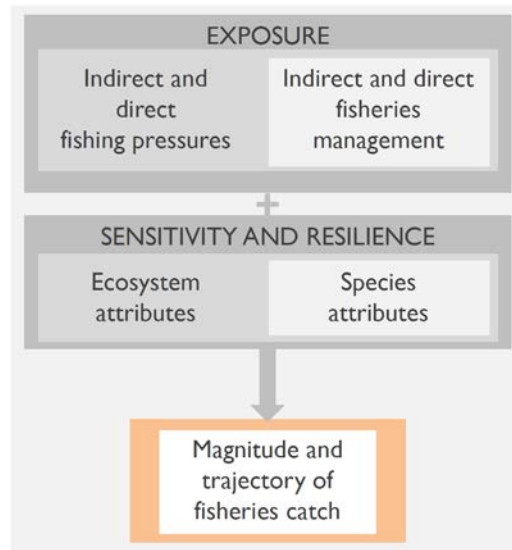 EXPOSURE
Indirect and
direct
fishing pressures
Indirect and direct
fisheries
management
+
SENSITIVITY AND RESILIENCE
Ecosystem
attributes
Species
attributes
Magnitude and
trajectory of
fisheries catch